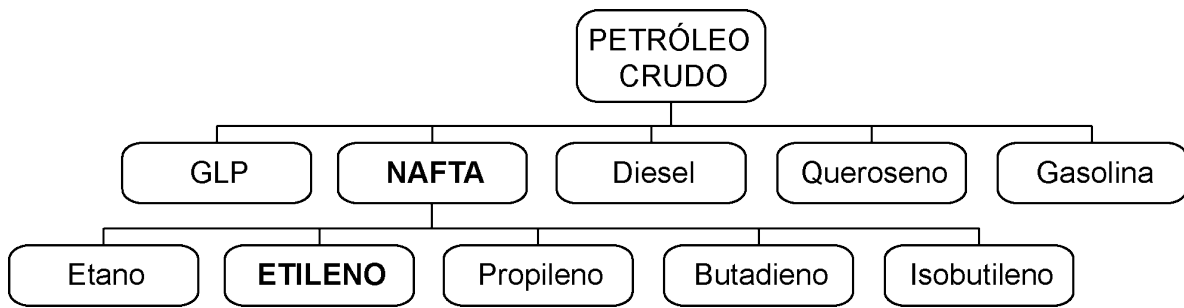 PETRÓLEO
CRUDO
GLP
NAFTA
Diesel
Queroseno
Gasolina
Etano
ETILENO
Propileno
Butadieno
Isobutileno